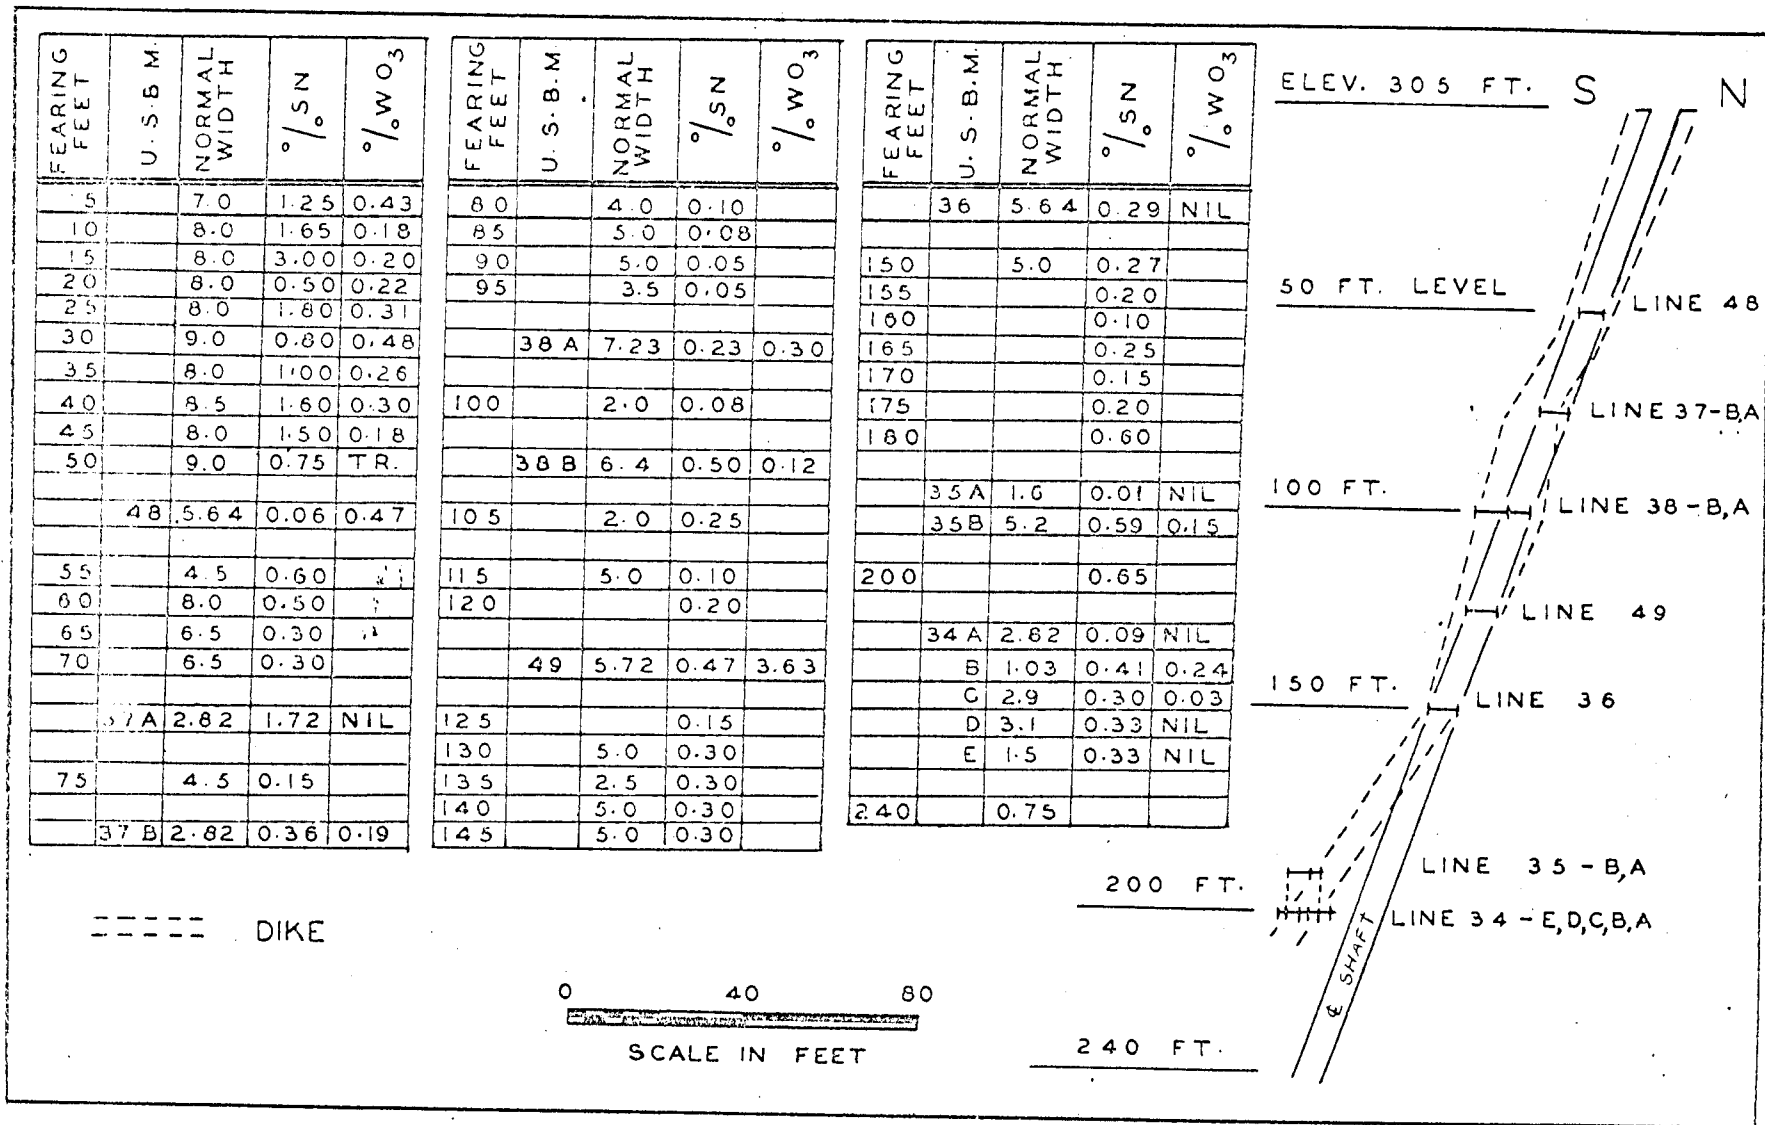 FEARING FEET U.S.B.M. NORMAL WIDTH % SN % WO3
5 7.0 1.25 0.43
10 8.0 1.65 0.18
15 8.0 3.00 0.20
20 8.0 0.50 0.22
25 8.0 1.80 0.31
30 9.0 0.80 0.48
35 8.0 1.00 0.26
40 8.5 1.60 0.30
45 8.0 1.50 0.18
50 9.0 0.75 TR.
48 5.64 0.06 0.47
55 4.5 0.60
60 8.0 0.50
65 6.5 0.30
70 6.5 0.30
37A 2.82 1.72 NIL
75 4.5 0.15
37 B 2.82 0.36 0.19
FEARING FEET U.S.B.M. NORMAL WIDTH % SN % WO3
80 4.0 0.10
85 5.0 0.08
90 5.0 0.05
95 3.5 0.05
38 A 7.23 0.23 0.30
100 2.0 0.08
38 B 6.4 0.50 0.12
105 2.0 0.25
115 5.0 0.10
120 0.20
49 5.72 0.47 3.63
125 0.15
130 5.0 0.30
135 2.5 0.30
140 5.0 0.30
145 5.0 0.30
FEARING FEET U.S.B.M. NORMAL WIDTH % SN % WO3
36 5.64 0.29 NIL
150 5.0 0.27
155 0.20
160 0.10
165 0.25
170 0.15
175 0.20
180 0.60
35A 1.6 0.01 NIL
35B 5.2 0.59 0.15
200 0.65
34 A 2.82 0.09 NIL
B 1.03 0.41 0.24
C 2.9 0.30 0.03
D 3.1 0.33 NIL
E 1.5 0.33 NIL
240 0.75
ELEV. 305 FT. S N
50 FT. LEVEL LINE 48
LINE 37-B,A
100 FT. LINE 38-B,A
LINE 49
150 FT. LINE 36
LINE 35-B,A
200 FT. LINE 34-E,D,C,B,A
℄ SHAFT
240 FT.
DIKE
0 40 80
SCALE IN FEET